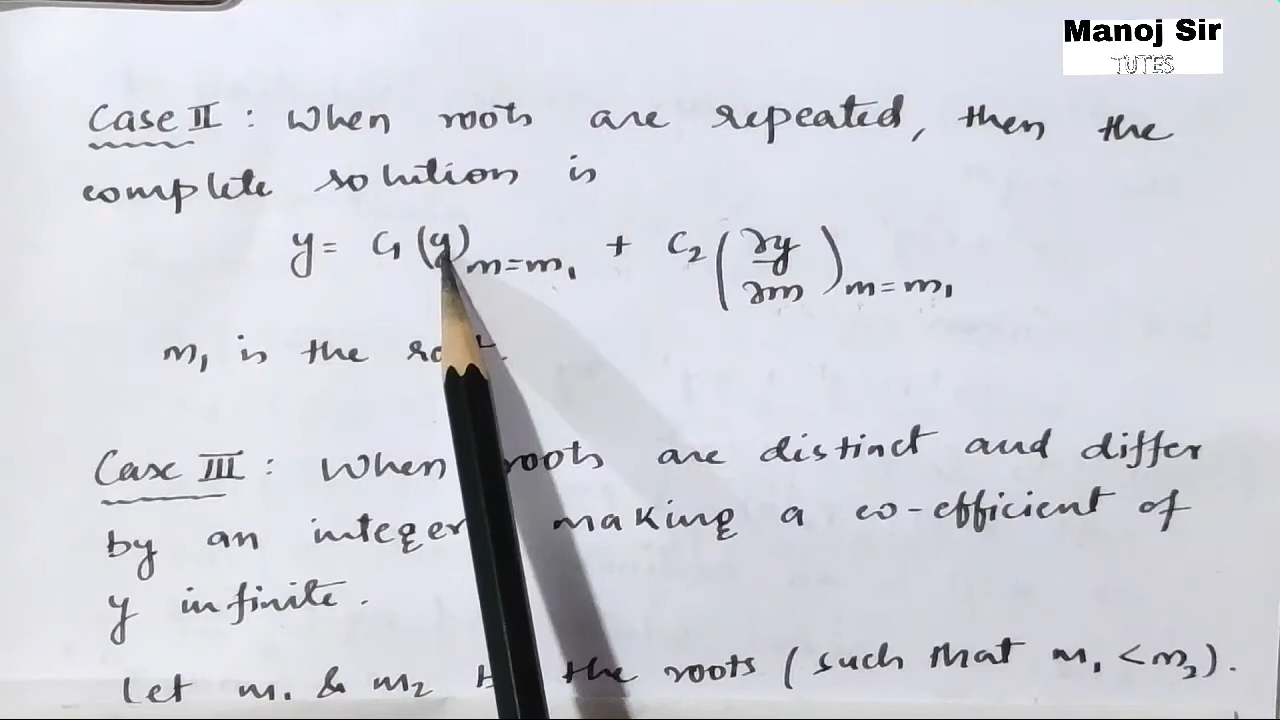 Manoj Sir
TUTES
Case II : When roots are repeated, then the
complete solution is
y = C₁ (y)ₘ₌ₘ₁ + C₂ (∂y/∂m)ₘ₌ₘ₁
m₁ is the
Case III : When roots are distinct and differ
by an integer making a co-efficient of
y infinite.
Let m₁ & m₂ the roots (such that m₁ < m₂).